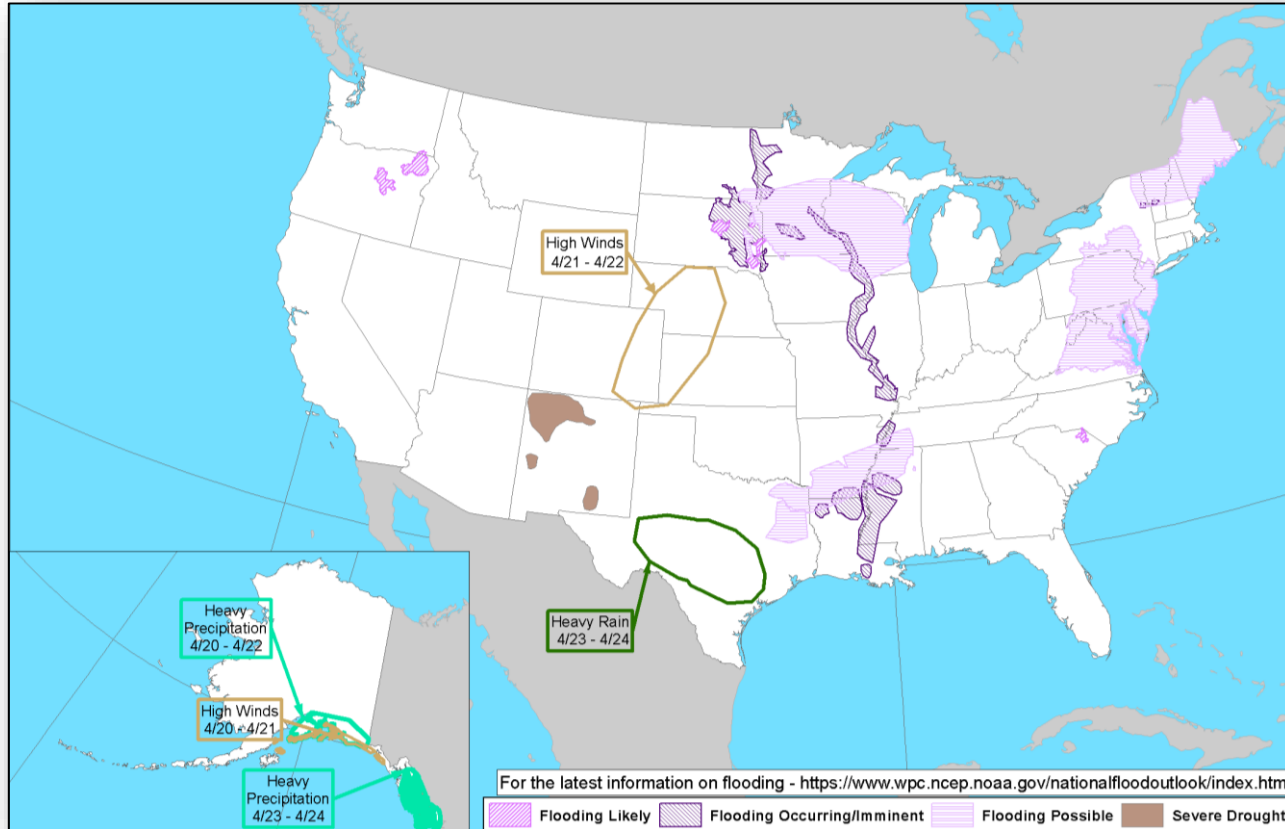 High Winds
4/21 - 4/22
Heavy Rain
4/23 - 4/24
Heavy
Precipitation
4/20 - 4/22
High Winds
4/20 - 4/21
Heavy
Precipitation
4/23 - 4/24
For the latest information on flooding - https://www.wpc.ncep.noaa.gov/nationalfloodoutlook/index.htm
Flooding Likely
Flooding Occurring/Imminent
Flooding Possible
Severe Drought